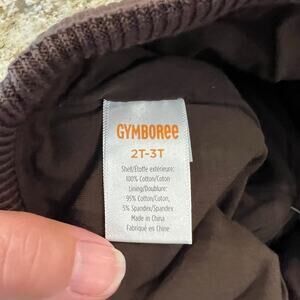 GYMBOREE
2T-3T
Shell/Étoffe extérieure:
100% Cotton/Coton
Lining/Doublure:
95% Cotton/Coton,
5% Spandex/Spandex
Made in China
Fabriqué en Chine